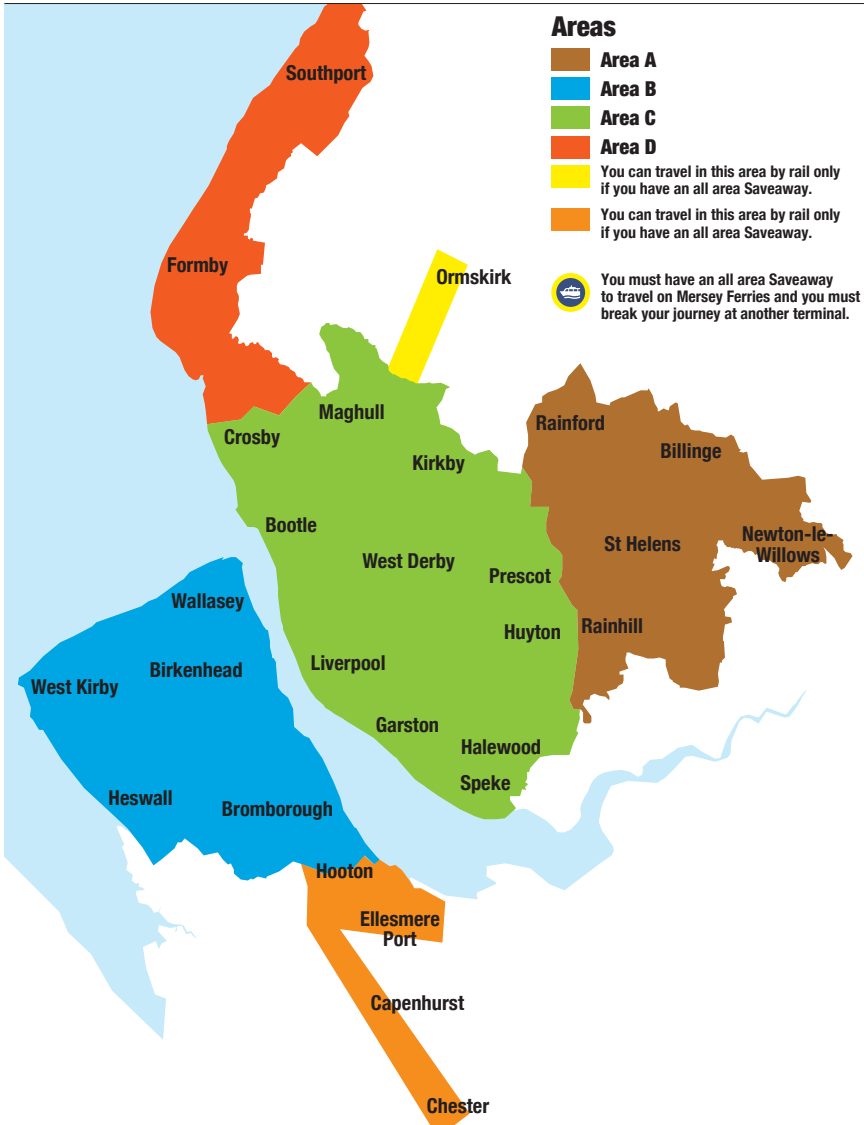 Areas
Area A
Area B
Area C
Area D
You can travel in this area by rail only
if you have an all area Saveaway.
You can travel in this area by rail only
if you have an all area Saveaway.
You must have an all area Saveaway
to travel on Mersey Ferries and you must
break your journey at another terminal.
Southport
Formby
Ormskirk
Maghull
Crosby
Kirkby
Rainford
Billinge
Bootle
West Derby
Prescot
St Helens
Newton-le-
Willows
Wallasey
Huyton
Rainhill
Birkenhead
Liverpool
West Kirby
Garston
Halewood
Speke
Heswall
Bromborough
Hooton
Ellesmere
Port
Capenhurst
Chester